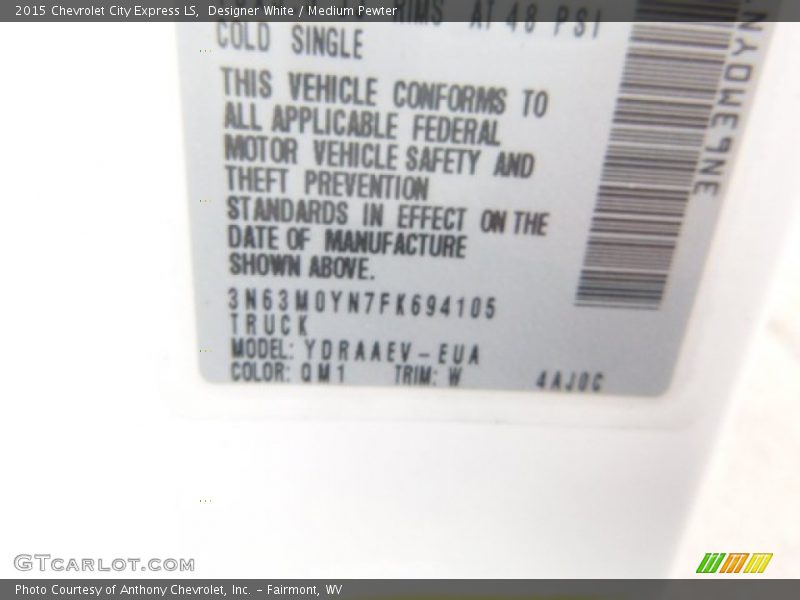 2015 Chevrolet City Express LS, Designer White / Medium Pewter
RIMS AT 48 PSI
COLD SINGLE
THIS VEHICLE CONFORMS TO
ALL APPLICABLE FEDERAL
MOTOR VEHICLE SAFETY AND
THEFT PREVENTION
STANDARDS IN EFFECT ON THE
DATE OF MANUFACTURE
SHOWN ABOVE.
3N63M0YN7FK694105
TRUCK
MODEL: YDRAAEV-EUA
COLOR: QM1 TRIM: W 4AJ0C
GTCARLOT.COM
Photo Courtesy of Anthony Chevrolet, Inc. – Fairmont, WV